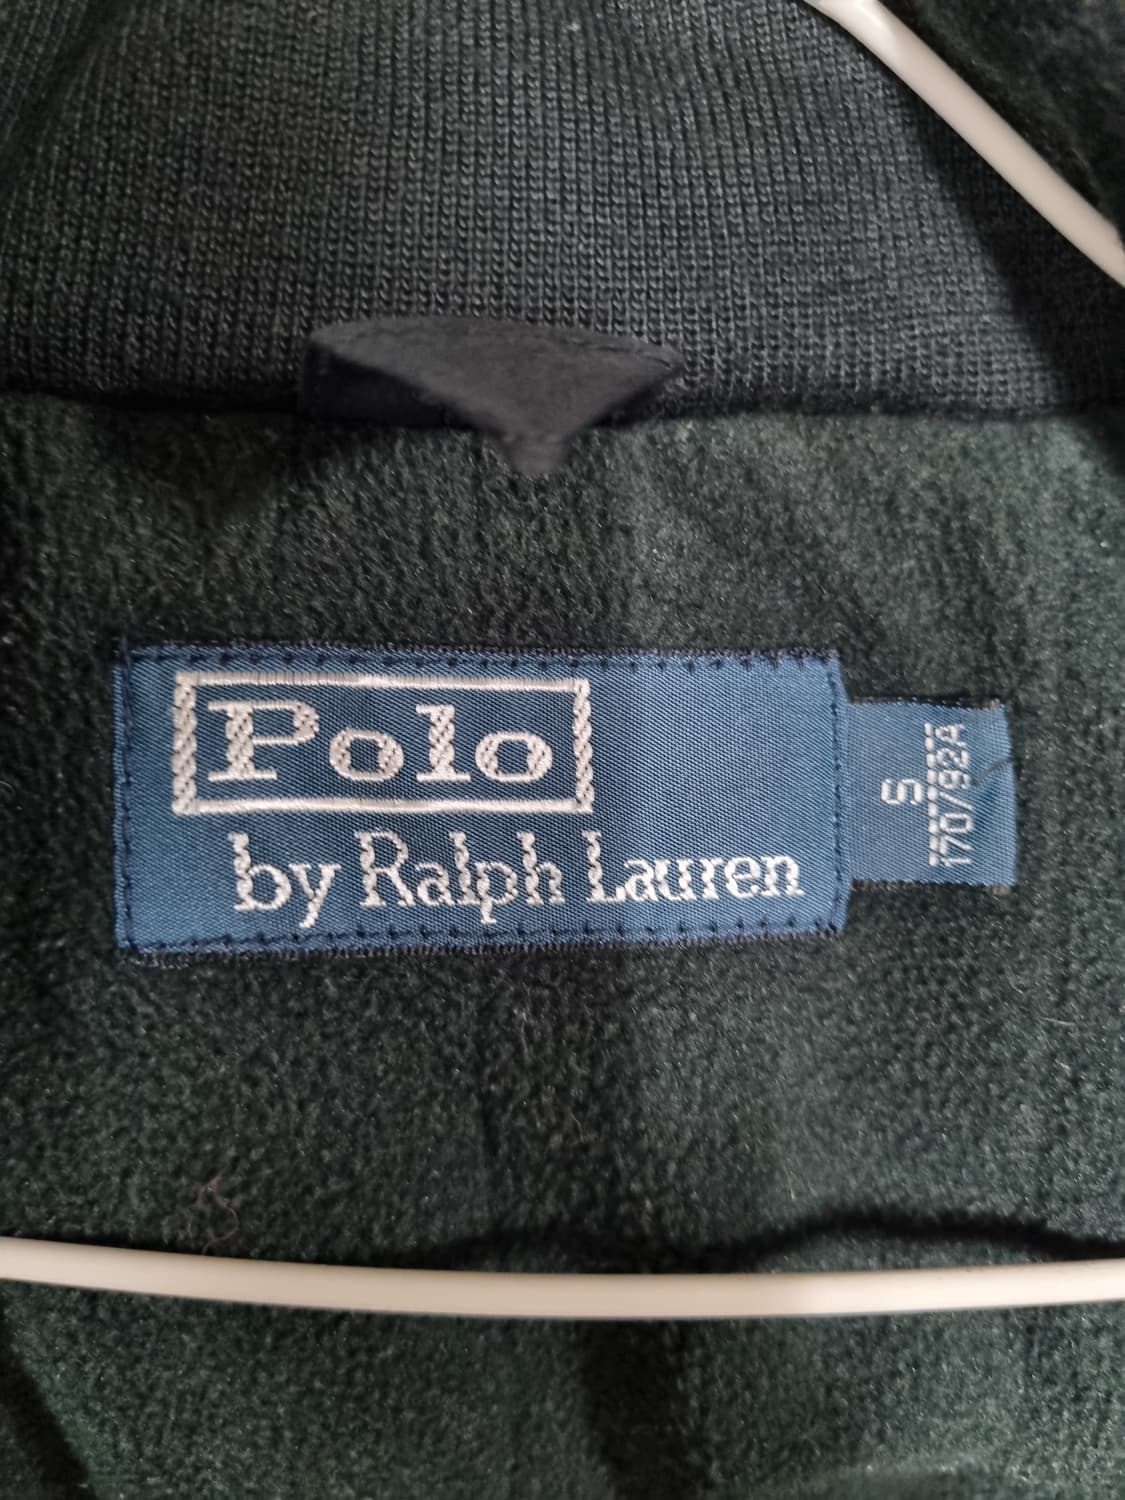 Polo
by Ralph Lauren
S
170/92A